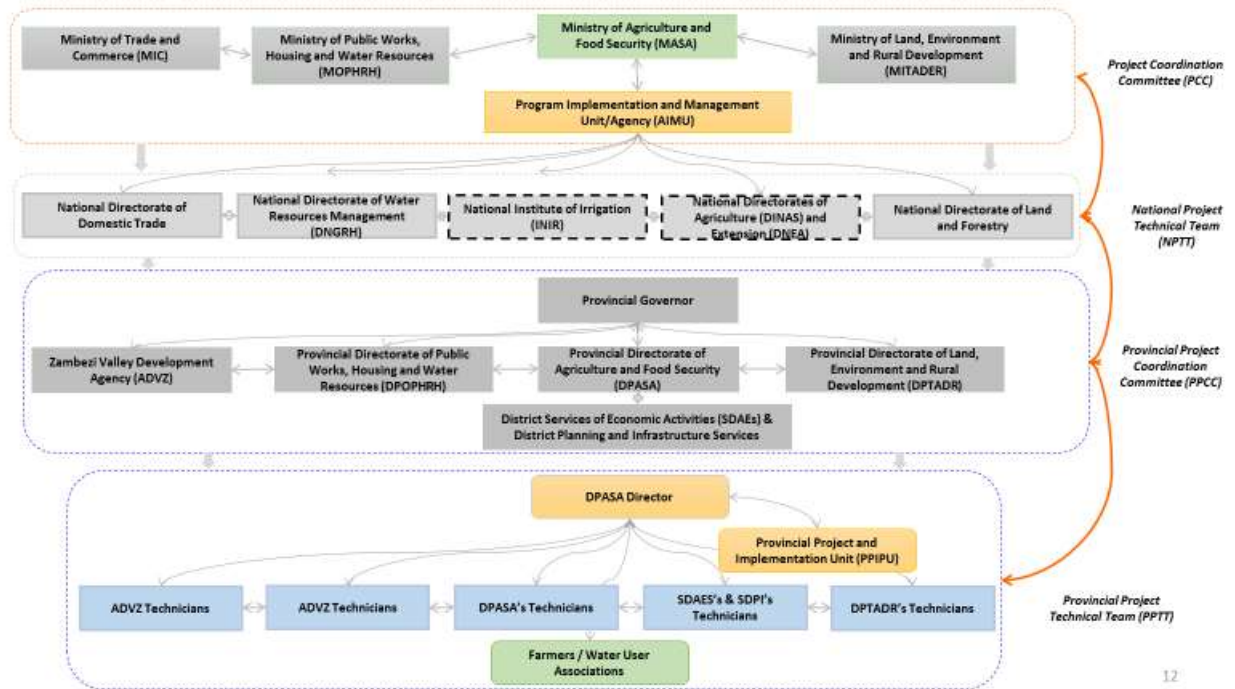 Ministry of Trade and
Commerce (MIC)
Ministry of Public Works,
Housing and Water Resources
(MOPHRH)
Ministry of Agriculture and
Food Security (MASA)
Ministry of Land, Environment
and Rural Development
(MITADER)
Project Coordination
Committee (PCC)
Program Implementation and Management
Unit/Agency (AIMU)
National Directorate of
Domestic Trade
National Directorate of Water
Resources Management
(DNGRH)
National Institute of Irrigation
(INIR)
National Directorates of
Agriculture (DINAS) and
Extension (DNEA)
National Directorate of Land
and Forestry
National Project
Technical Team
(NPTT)
Provincial Governor
Zambezi Valley Development
Agency (ADVZ)
Provincial Directorate of Public
Works, Housing and Water
Resources (DPOPHRH)
Provincial Directorate of
Agriculture and Food Security
(DPASA)
Provincial Directorate of Land,
Environment and Rural
Development (DPTADR)
Provincial Project
Coordination
Committee (PPCC)
District Services of Economic Activities (SDAEs) &
District Planning and Infrastructure Services
DPASA Director
Provincial Project and
Implementation Unit (PPIPU)
ADVZ Technicians
ADVZ Technicians
DPASA's Technicians
SDAES's & SDPI's
Technicians
DPTADR's Technicians
Provincial Project
Technical Team (PPTT)
Farmers / Water User
Associations
12